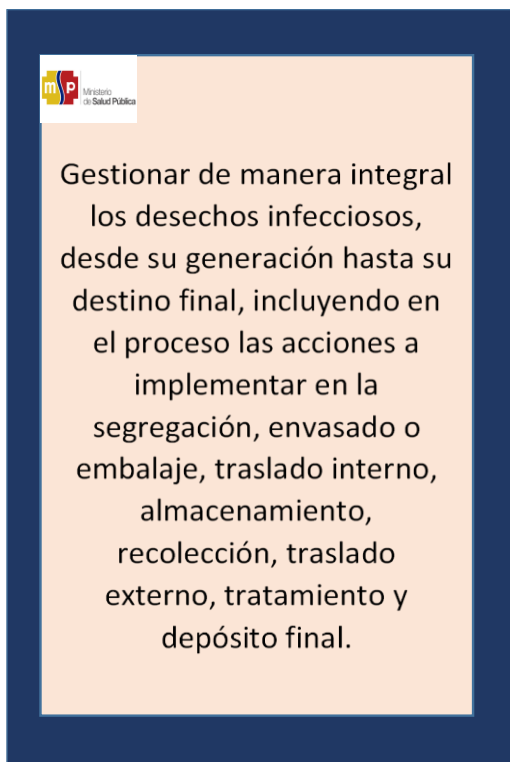 msp
Ministerio
de Salud Pública
Gestionar de manera integral
los desechos infecciosos,
desde su generación hasta su
destino final, incluyendo en
el proceso las acciones a
implementar en la
segregación, envasado o
embalaje, traslado interno,
almacenamiento,
recolección, traslado
externo, tratamiento y
depósito final.